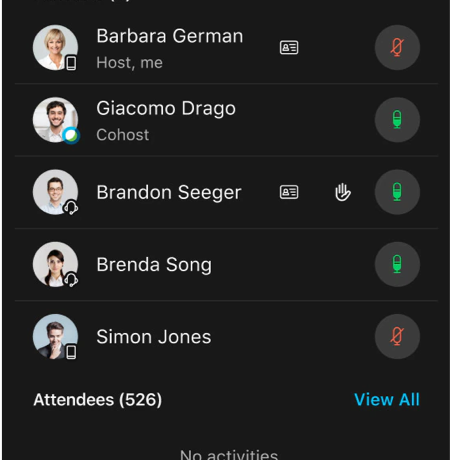 Barbara German
Host, me
Giacomo Drago
Cohost
Brandon Seeger
Brenda Song
Simon Jones
Attendees (526)
View All
No activities